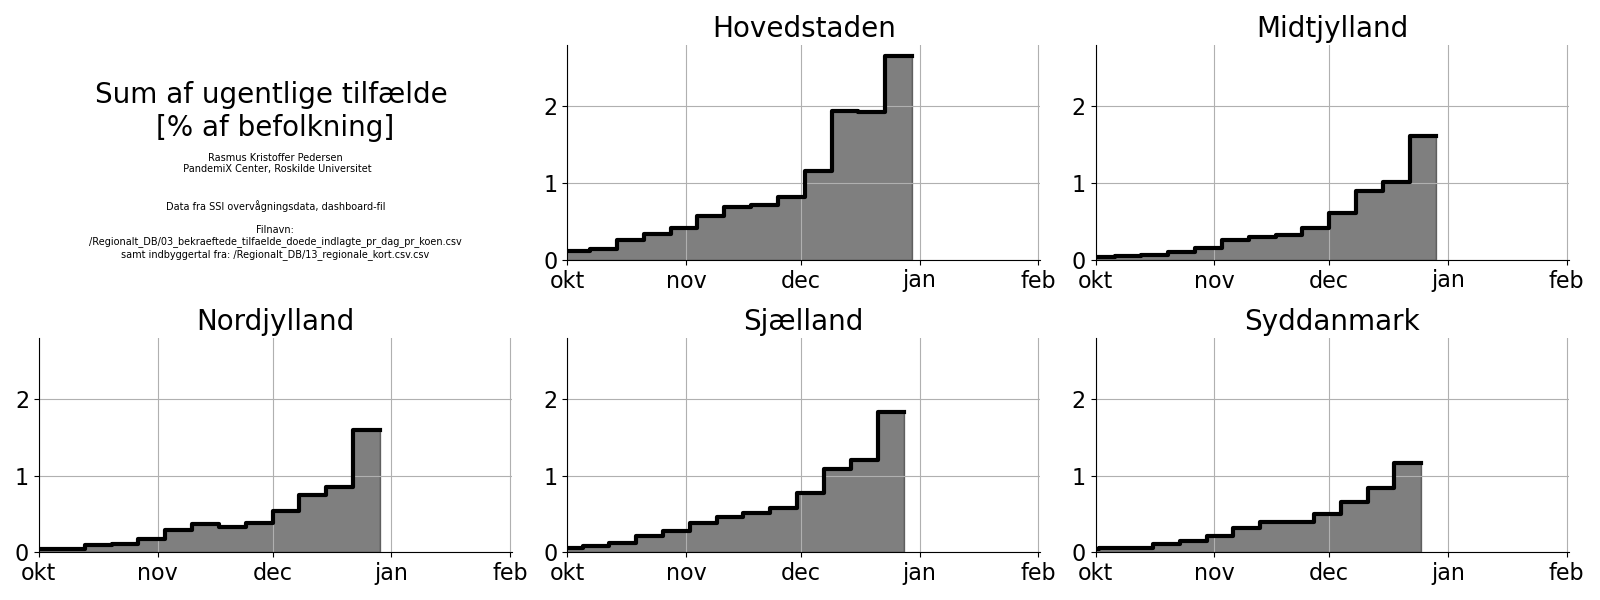 Sum af ugentlige tilfælde
[% af befolkning]
Rasmus Kristoffer Pedersen
PandemiX Center, Roskilde Universitet
Data fra SSI overvågningsdata, dashboard-fil
Filnavn:
/Regionalt_DB/03_bekraeftede_tilfaelde_doede_indlagte_pr_dag_pr_koen.csv
samt indbyggertal fra: /Regionalt_DB/13_regionale_kort.csv.csv
Hovedstaden
2
1
0
okt nov dec jan feb
Midtjylland
2
1
0
okt nov dec jan feb
Nordjylland
2
1
0
okt nov dec jan feb
Sjælland
2
1
0
okt nov dec jan feb
Syddanmark
2
1
0
okt nov dec jan feb